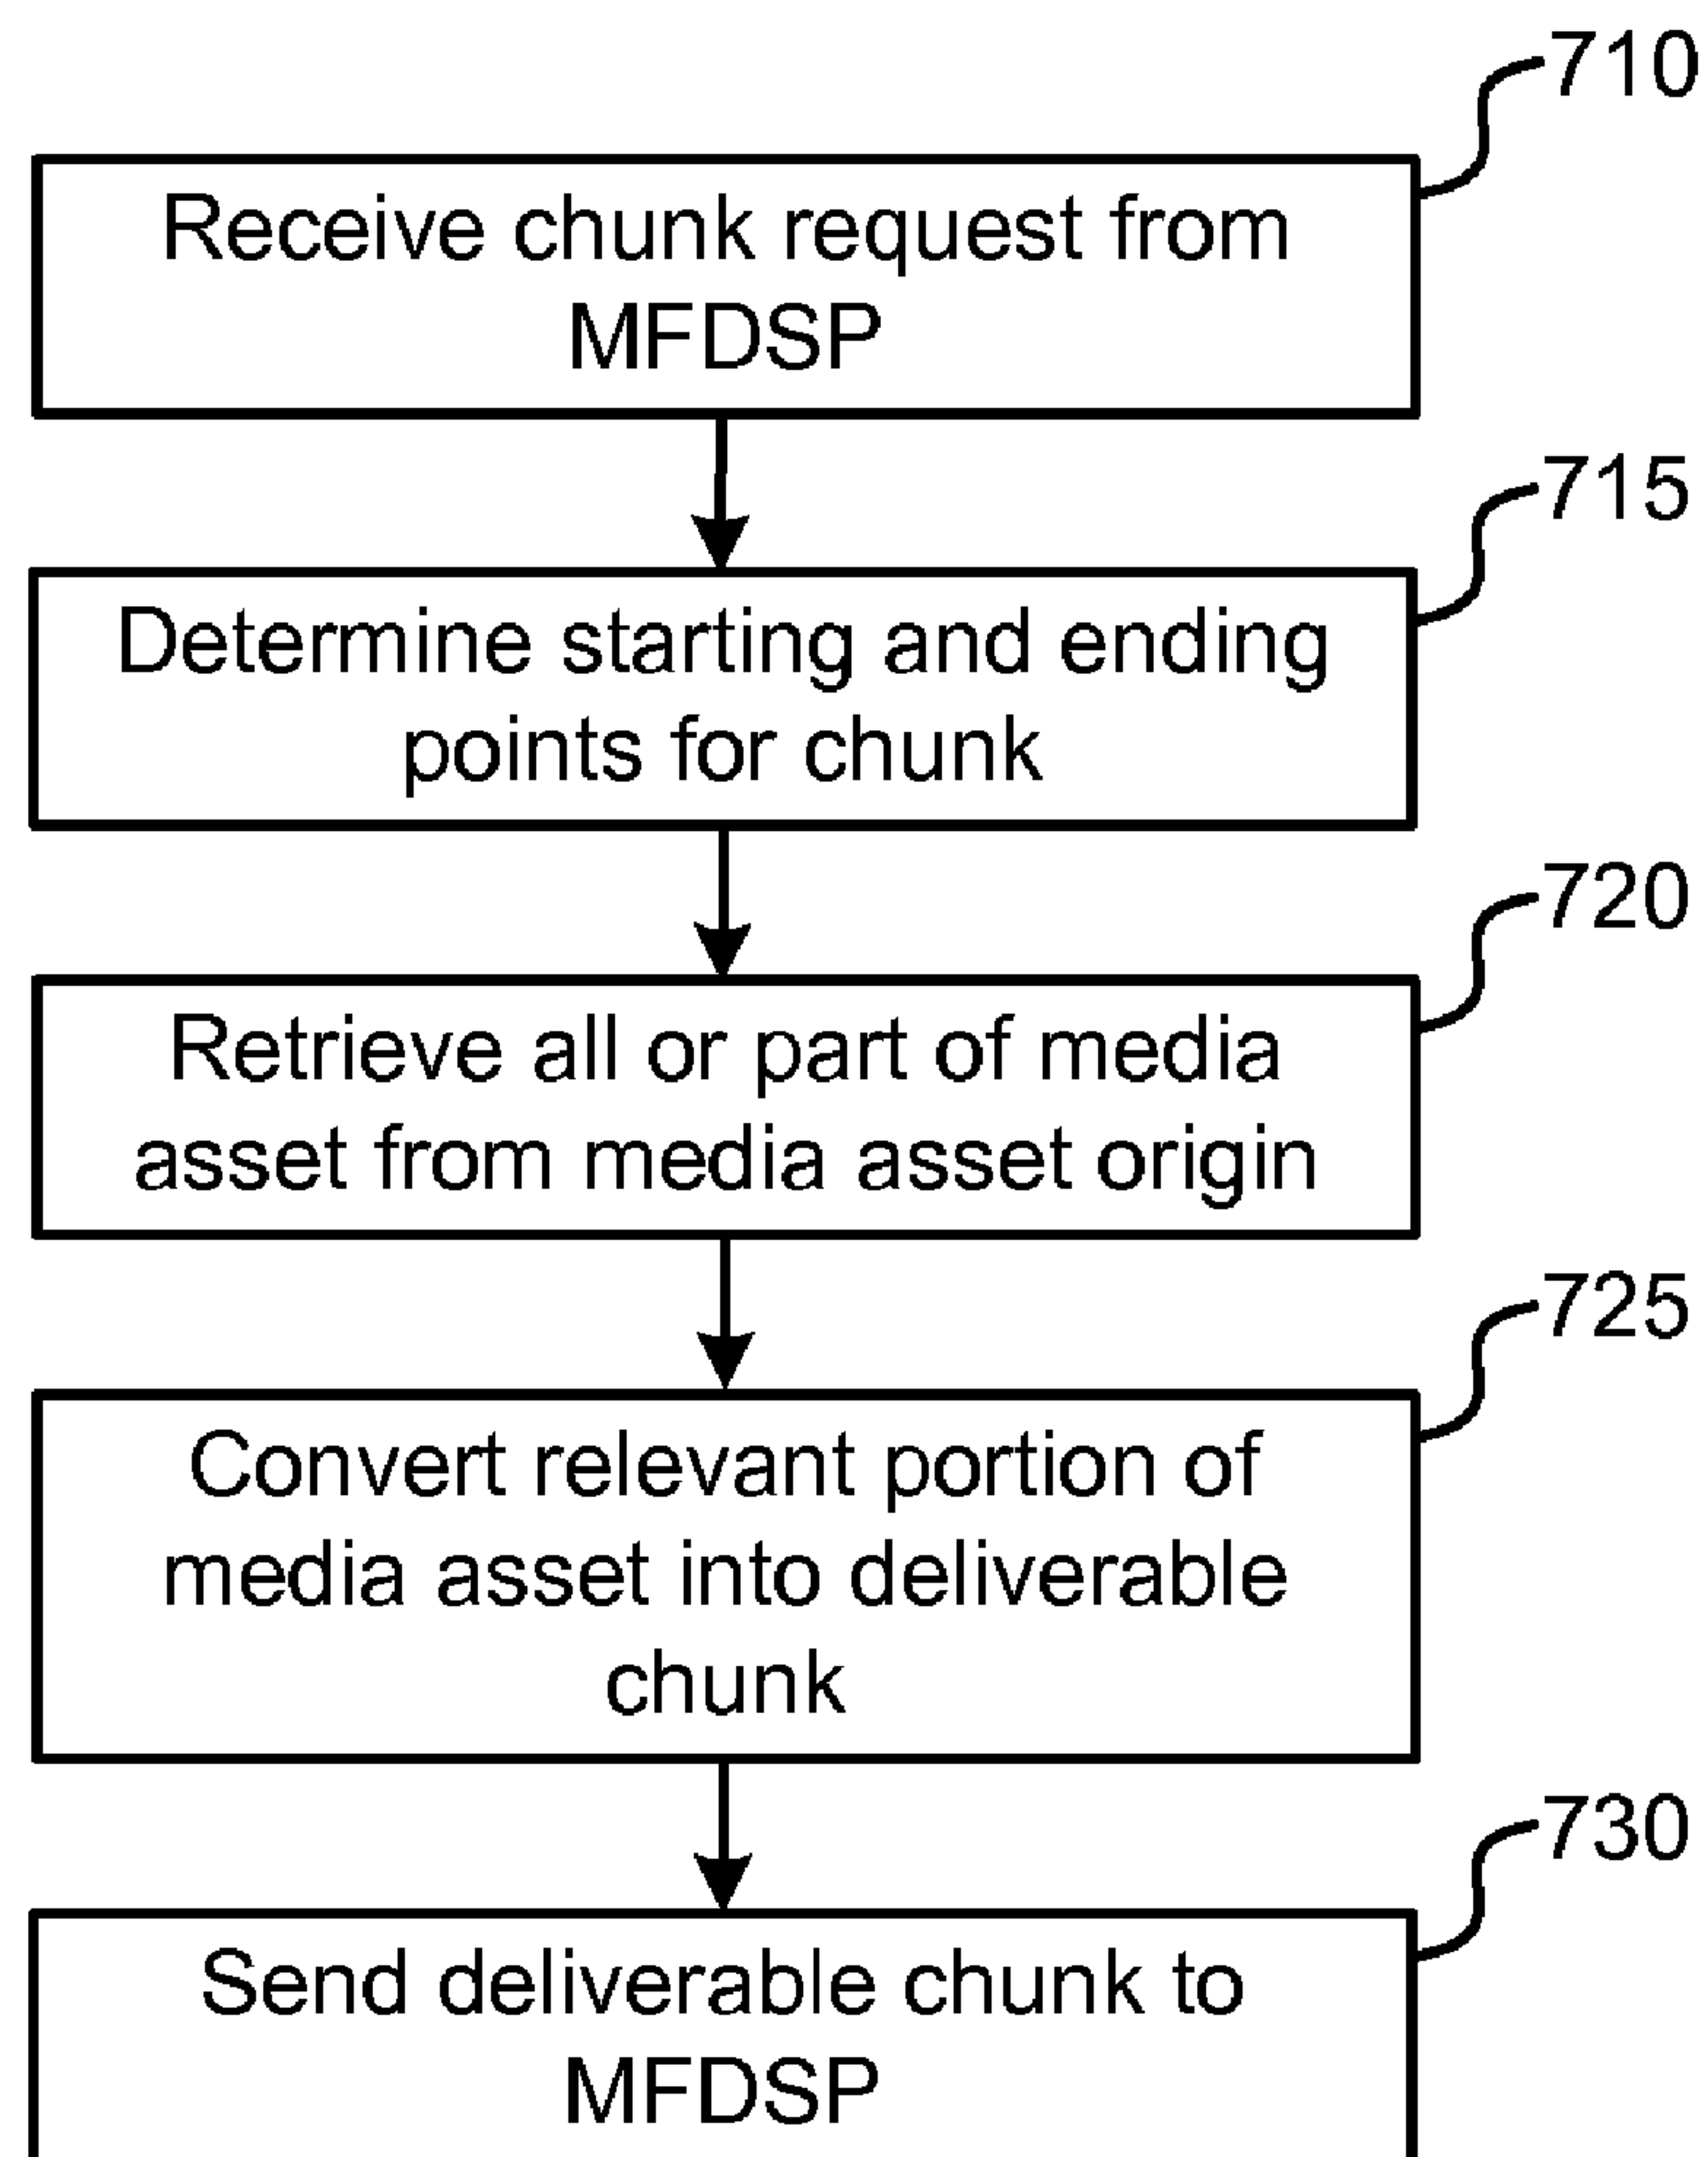 710
Receive chunk request from
MFDSP
715
Determine starting and ending
points for chunk
720
Retrieve all or part of media
asset from media asset origin
725
Convert relevant portion of
media asset into deliverable
chunk
730
Send deliverable chunk to
MFDSP